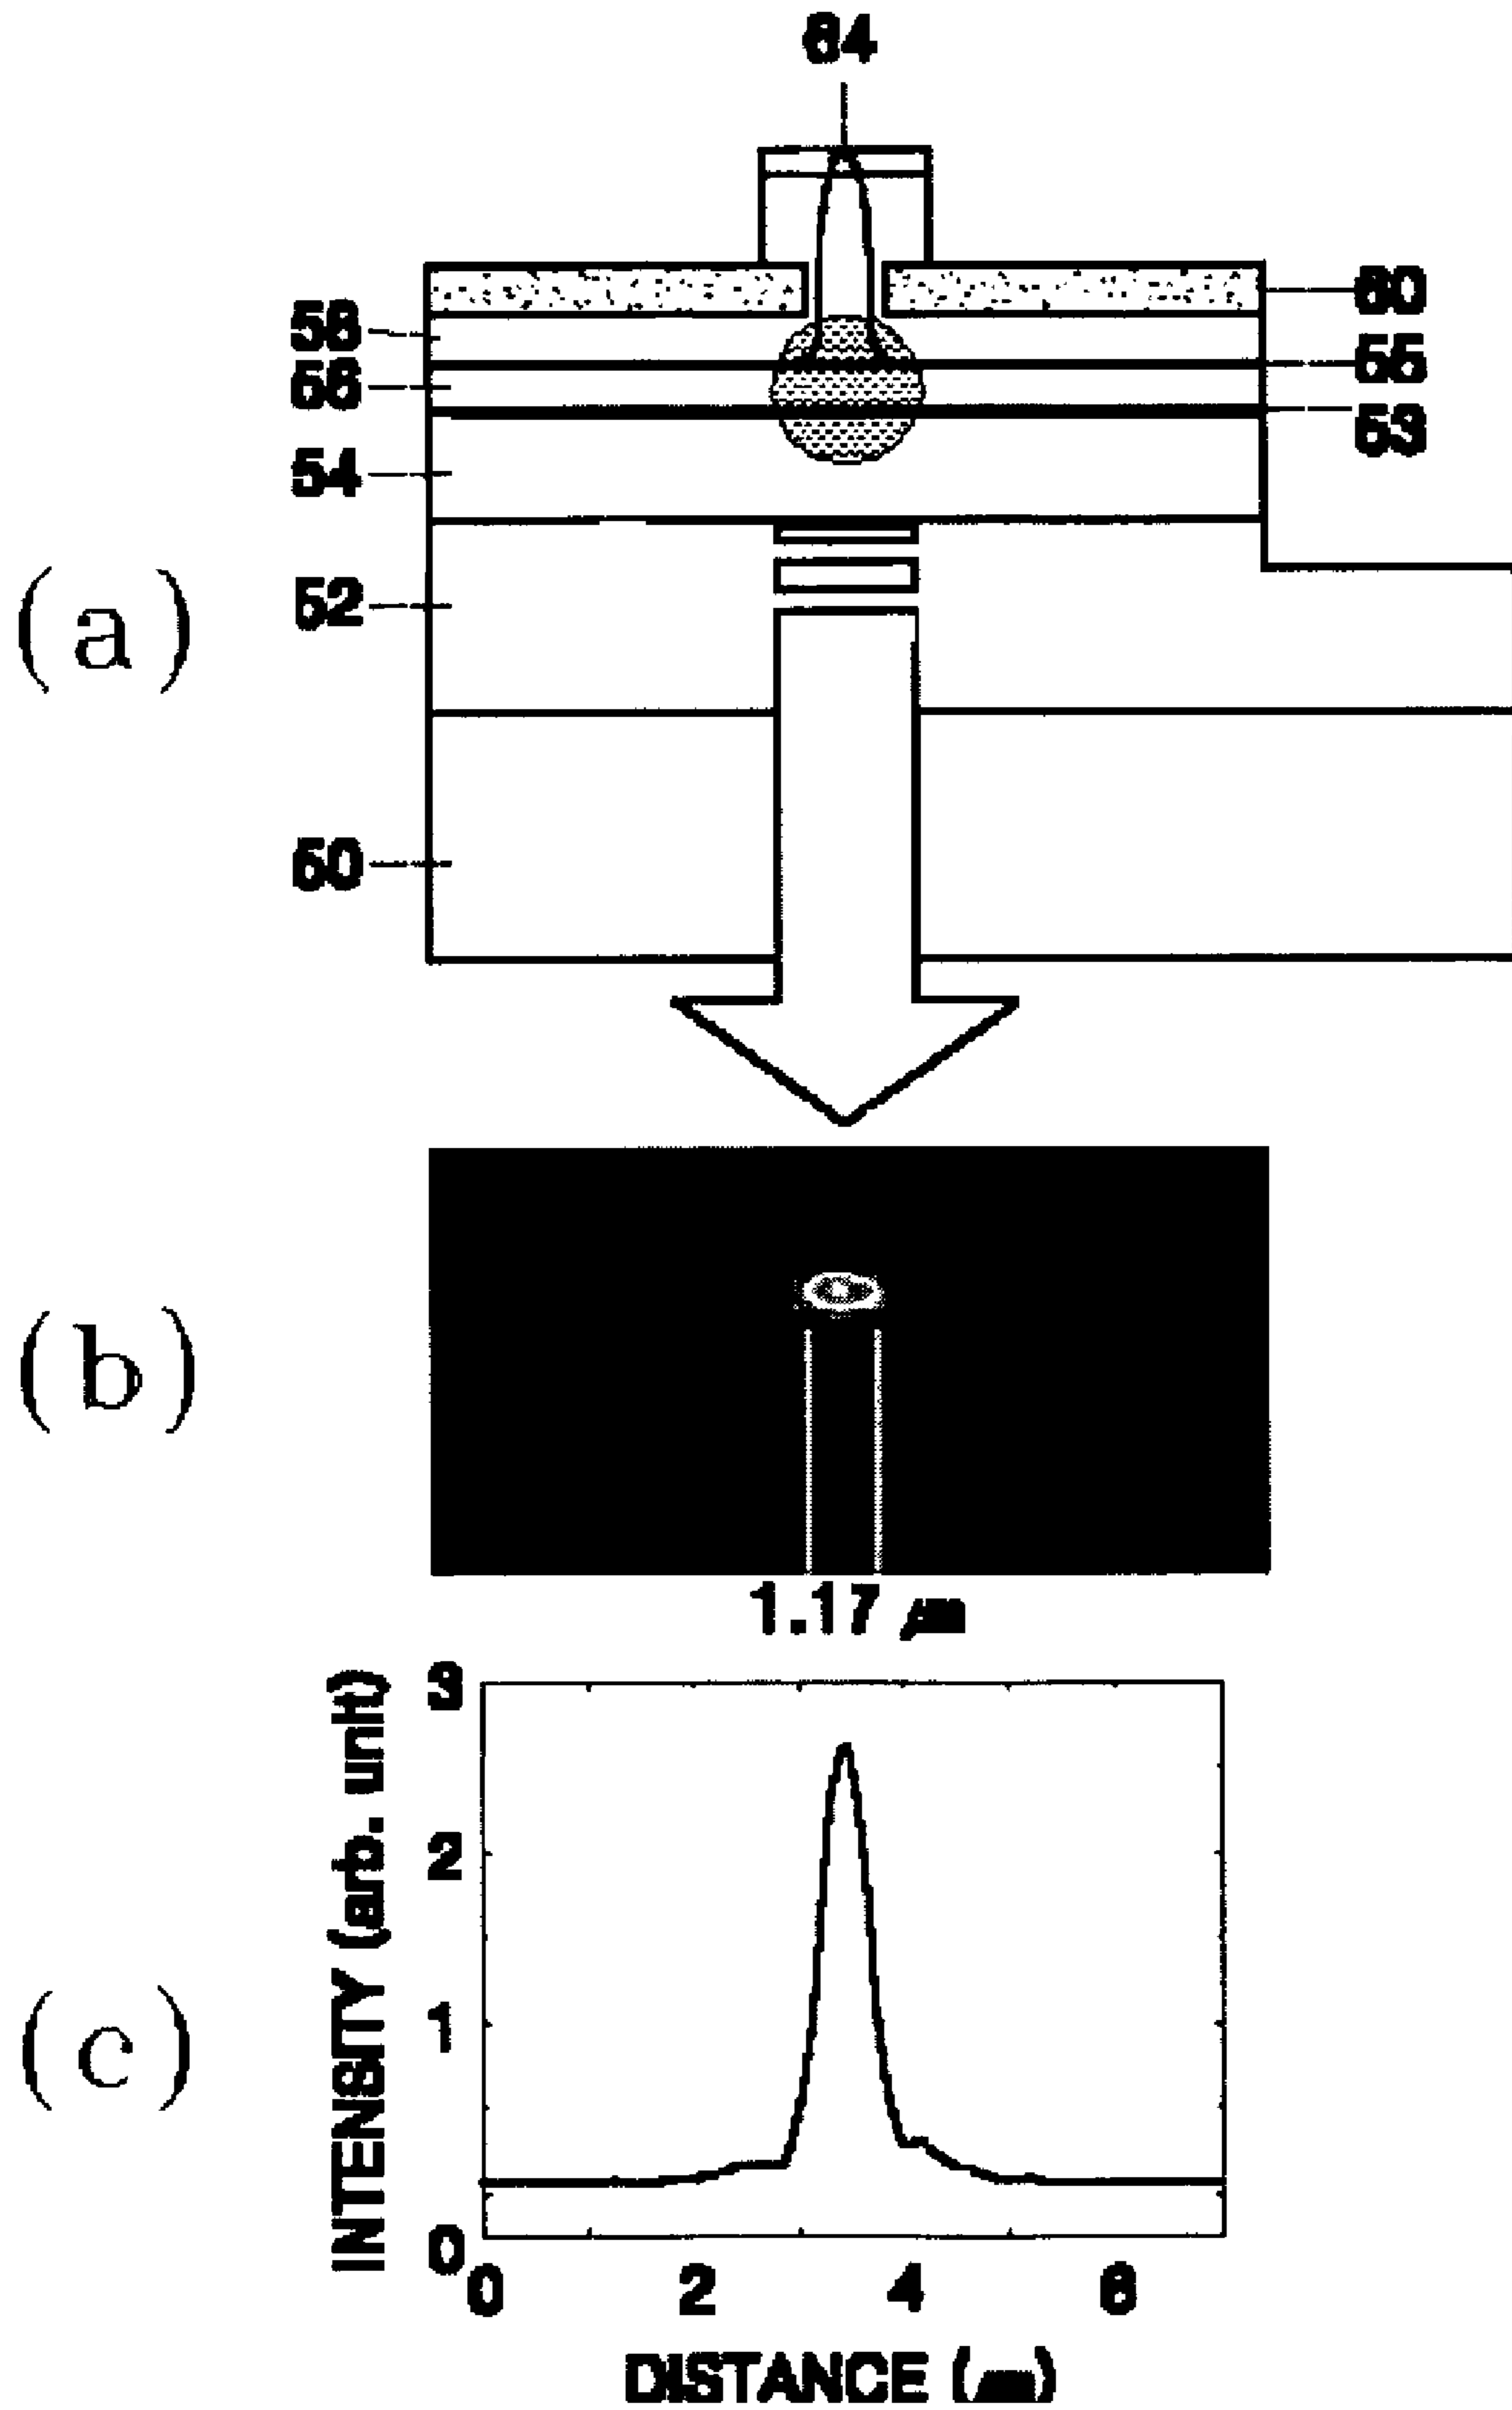 64
60
58
55
56
53
54
(a)
52
50
(b)
1.17 μm
(c)
INTENSITY (arb. unit)
3
2
1
0
0 2 4 6
DISTANCE (μm)